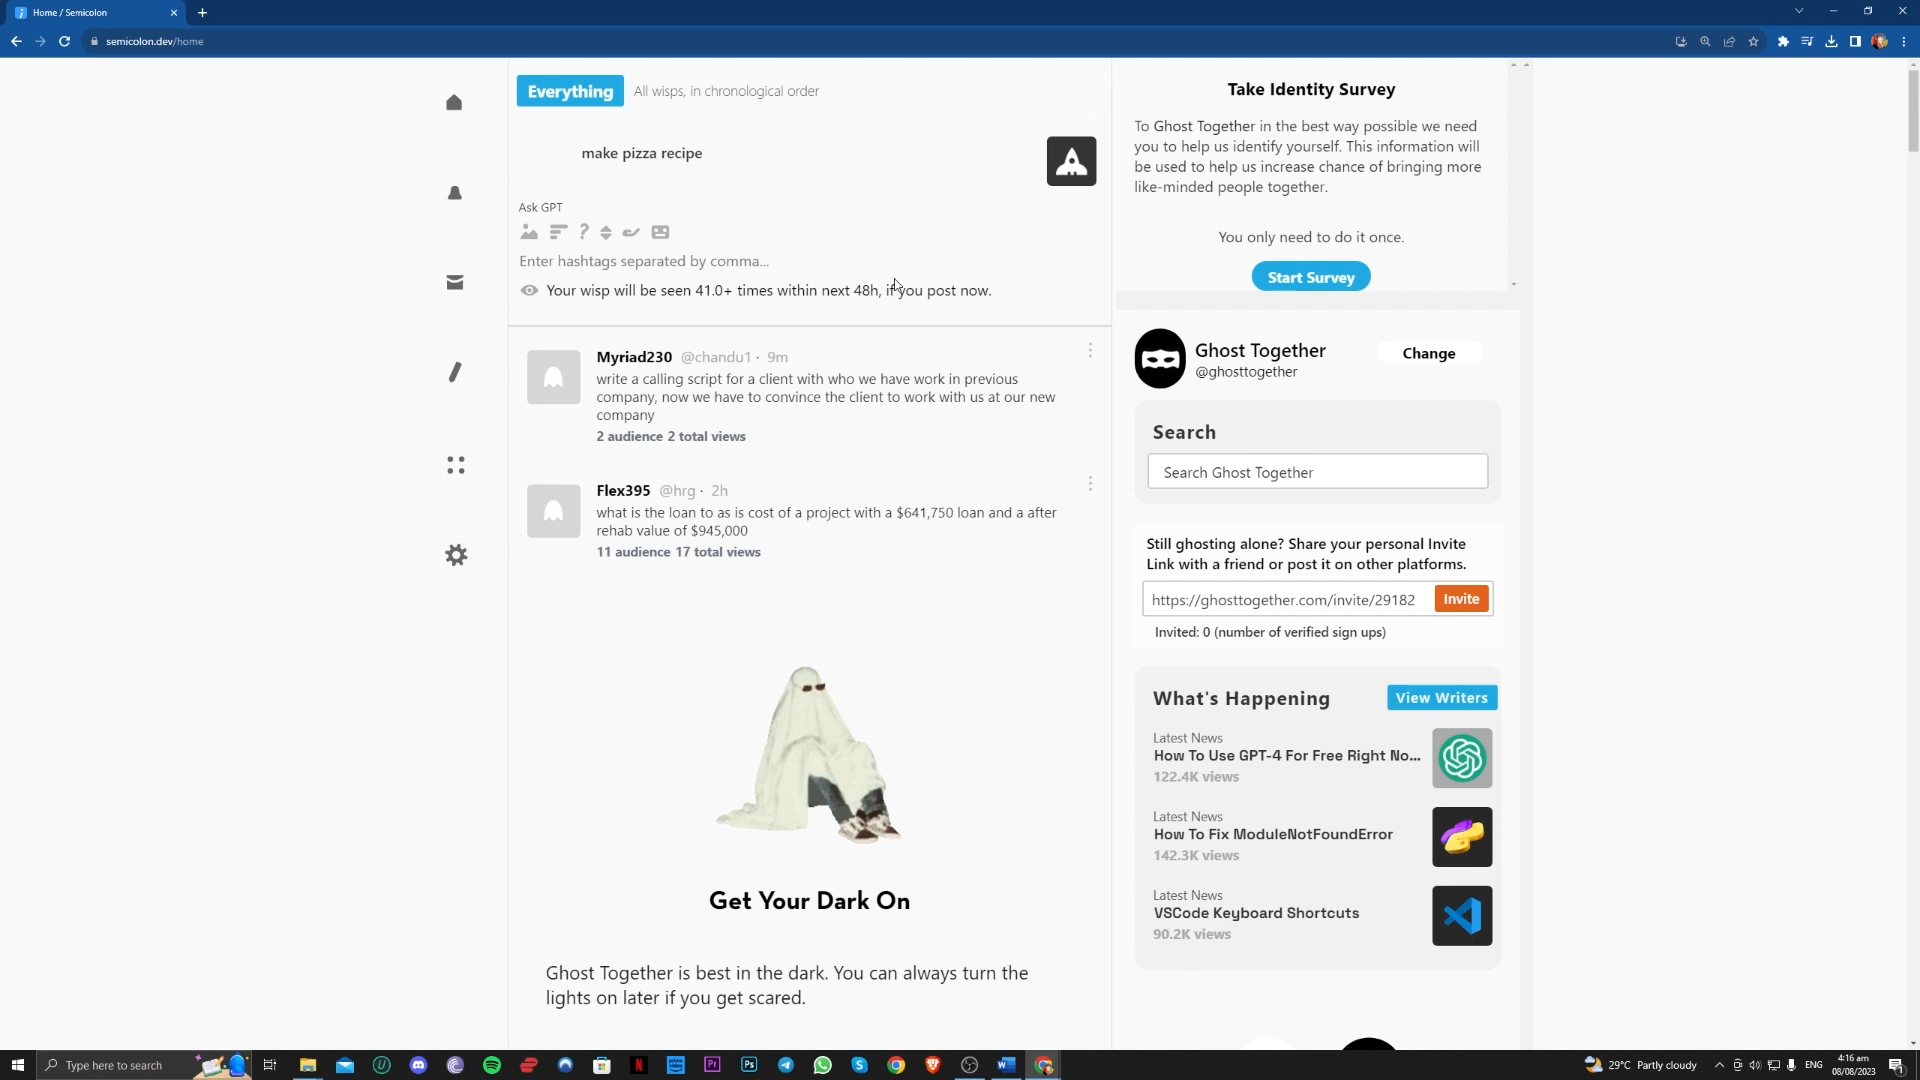 Home / Semicolon
semicolon.dev/home
Everything
All wisps, in chronological order
make pizza recipe
Ask GPT
Enter hashtags separated by comma...
Your wisp will be seen 41.0+ times within next 48h, if you post now.
Myriad230 @chandu1 · 9m
write a calling script for a client with who we have work in previous
company, now we have to convince the client to work with us at our new
company
2 audience 2 total views
Flex395 @hrg · 2h
what is the loan to as is cost of a project with a $641,750 loan and a after
rehab value of $945,000
11 audience 17 total views
Get Your Dark On
Ghost Together is best in the dark. You can always turn the
lights on later if you get scared.
Take Identity Survey
To Ghost Together in the best way possible we need
you to help us identify yourself. This information will
be used to help us increase chance of bringing more
like-minded people together.
You only need to do it once.
Start Survey
Ghost Together
@ghosttogether
Change
Search
Search Ghost Together
Still ghosting alone? Share your personal Invite
Link with a friend or post it on other platforms.
https://ghosttogether.com/invite/29182
Invite
Invited: 0 (number of verified sign ups)
What's Happening
View Writers
Latest News
How To Use GPT-4 For Free Right No...
122.4K views
Latest News
How To Fix ModuleNotFoundError
142.3K views
Latest News
VSCode Keyboard Shortcuts
90.2K views
Type here to search
Pr
Ps
29°C Partly cloudy
ENG
4:16 am
08/08/2023